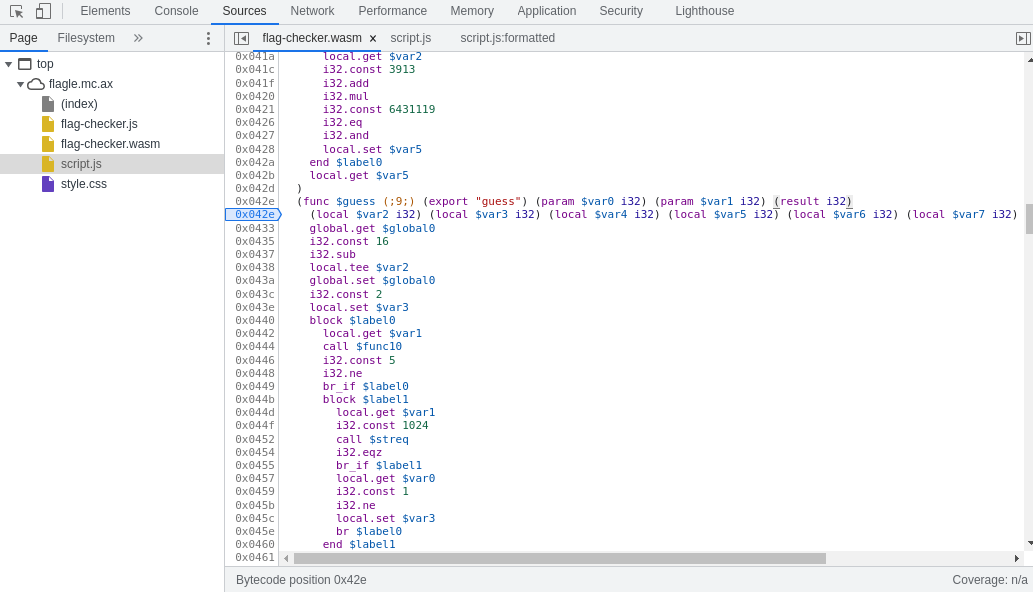 Elements Console Sources Network Performance Memory Application Security Lighthouse
Page Filesystem flag-checker.wasm × script.js script.js:formatted
top
flagle.mc.ax
(index)
flag-checker.js
flag-checker.wasm
script.js
style.css
0x041a local.get $var2
0x041c i32.const 3913
0x041f i32.add
0x0420 i32.mul
0x0421 i32.const 6431119
0x0426 i32.eq
0x0427 i32.and
0x0428 local.set $var5
0x042a end $label0
0x042b local.get $var5
0x042d )
0x042e (func $guess (;9;) (export "guess") (param $var0 i32) (param $var1 i32) (result i32)
0x042e (local $var2 i32) (local $var3 i32) (local $var4 i32) (local $var5 i32) (local $var6 i32) (local $var7 i32)
0x0433 global.get $global0
0x0435 i32.const 16
0x0437 i32.sub
0x0438 local.tee $var2
0x043a global.set $global0
0x043c i32.const 2
0x043e local.set $var3
0x0440 block $label0
0x0442 local.get $var1
0x0444 call $func10
0x0446 i32.const 5
0x0448 i32.ne
0x0449 br_if $label0
0x044b block $label1
0x044d local.get $var1
0x044f i32.const 1024
0x0452 call $streq
0x0454 i32.eqz
0x0455 br_if $label1
0x0457 local.get $var0
0x0459 i32.const 1
0x045b i32.ne
0x045c local.set $var3
0x045e br $label0
0x0460 end $label1
0x0461
Bytecode position 0x42e Coverage: n/a